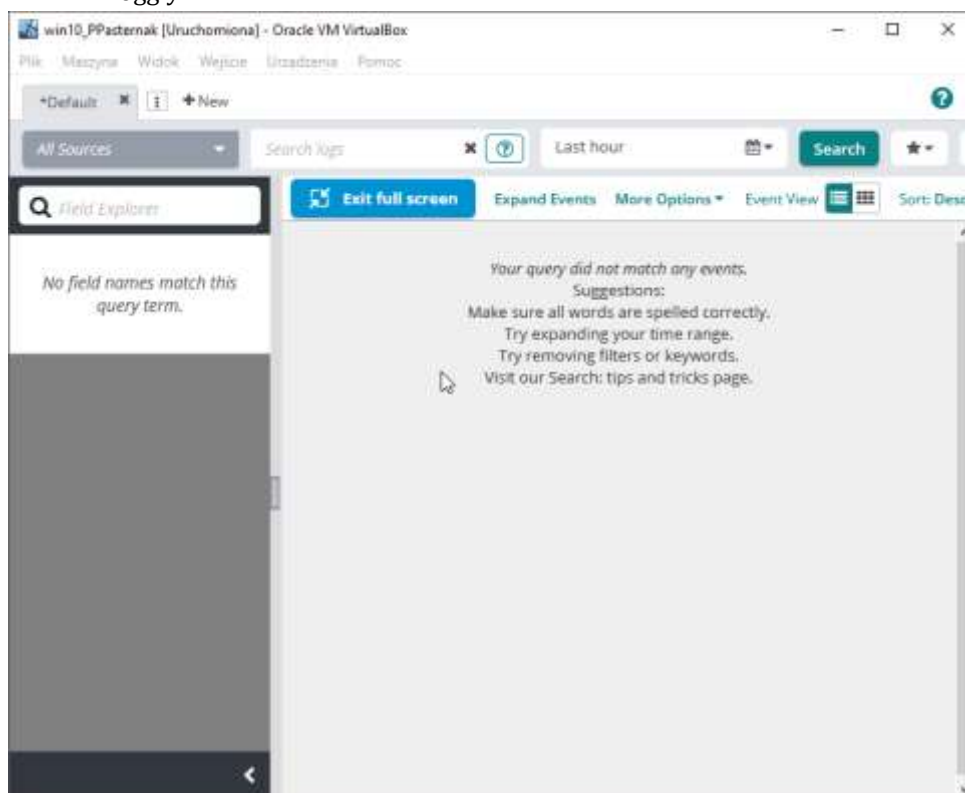 win10_PPasternak [Uruchomiona] - Oracle VM VirtualBox
Plik Maszyna Widok Wejście Urządzenia Pomoc
*Default New
All Sources Search logs Last hour Search
Field Explorer Exit full screen Expand Events More Options Event View Sort: Desc
No field names match this
query term.
Your query did not match any events.
Suggestions:
Make sure all words are spelled correctly.
Try expanding your time range.
Try removing filters or keywords.
Visit our Search: tips and tricks page.